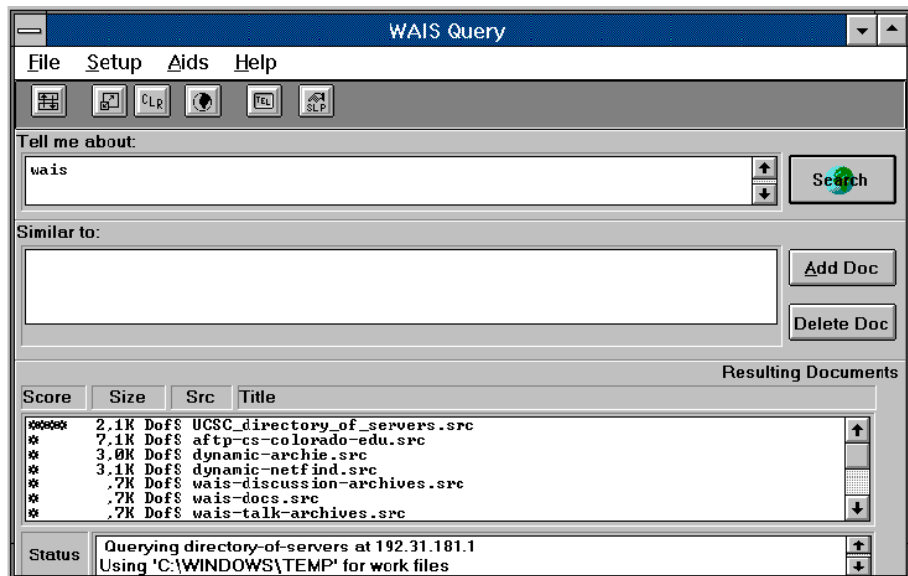 WAIS Query
File Setup Aids Help
CLR TEL SLP
Tell me about:
wais
Search
Similar to:
Add Doc
Delete Doc
Resulting Documents
Score Size Src Title
**** 2,1K DofS UCSC_directory_of_servers.src
* 7,1K DofS aftp-cs-colorado-edu.src
* 3,0K DofS dynamic-archie.src
* 3,1K DofS dynamic-netfind.src
* ,7K DofS wais-discussion-archives.src
* ,7K DofS wais-docs.src
* ,7K DofS wais-talk-archives.src
Status Querying directory-of-servers at 192.31.181.1
Using 'C:\WINDOWS\TEMP' for work files